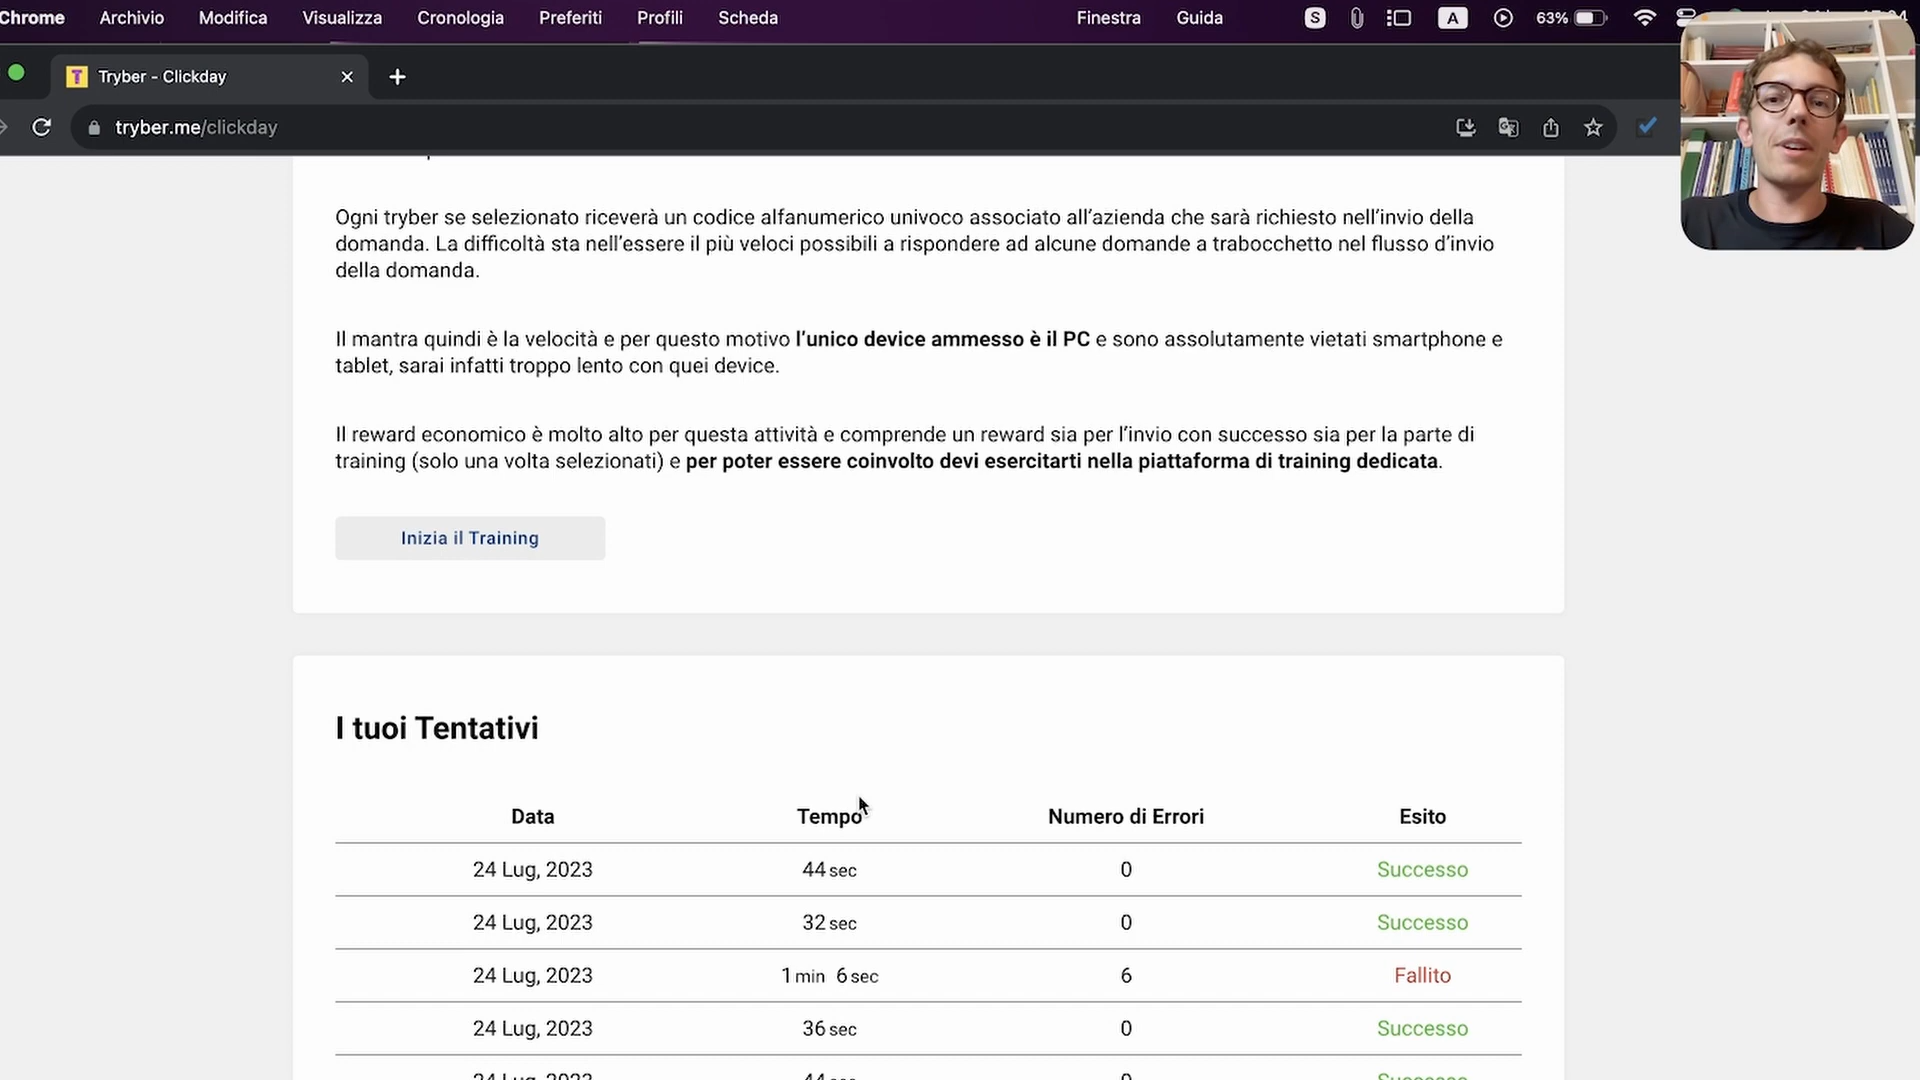 Chrome Archivio Modifica Visualizza Cronologia Preferiti Profili Scheda Finestra Guida S A 63%
T Tryber - Clickday
tryber.me/clickday
Ogni tryber se selezionato riceverà un codice alfanumerico univoco associato all'azienda che sarà richiesto nell'invio della
domanda. La difficoltà sta nell'essere il più veloci possibili a rispondere ad alcune domande a trabocchetto nel flusso d'invio
della domanda.
Il mantra quindi è la velocità e per questo motivo l'unico device ammesso è il PC e sono assolutamente vietati smartphone e
tablet, sarai infatti troppo lento con quei device.
Il reward economico è molto alto per questa attività e comprende un reward sia per l'invio con successo sia per la parte di
training (solo una volta selezionati) e per poter essere coinvolto devi esercitarti nella piattaforma di training dedicata.
Inizia il Training
I tuoi Tentativi
Data Tempo Numero di Errori Esito
24 Lug, 2023 44 sec 0 Successo
24 Lug, 2023 32 sec 0 Successo
24 Lug, 2023 1 min 6 sec 6 Fallito
24 Lug, 2023 36 sec 0 Successo